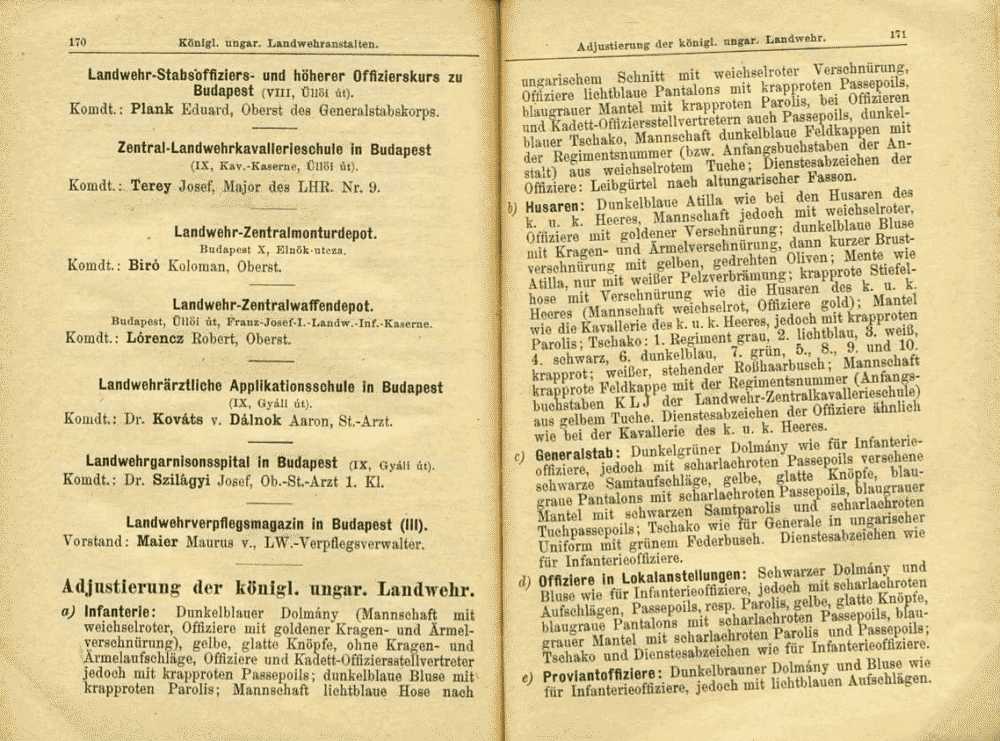 170
Königl. ungar. Landwehranstalten.
Landwehr-Stabsoffiziers- und höherer Offizierskurs zu
Budapest (VIII, Üllöi út).
Komdt.: Plank Eduard, Oberst des Generalstabskorps.
Zentral-Landwehrkavallerieschule in Budapest
(IX, Kav.-Kaserne, Üllöi út).
Komdt.: Terey Josef, Major des LHR. Nr. 9.
Landwehr-Zentralmonturdepot.
Budapest X, Elnök-utcza.
Komdt.: Biró Koloman, Oberst.
Landwehr-Zentralwaffendepot.
Budapest, Üllöi út, Franz-Josef-I.-Landw.-Inf.-Kaserne.
Komdt.: Lórencz Robert, Oberst.
Landwehrärztliche Applikationsschule in Budapest
(IX, Gyáli út).
Komdt.: Dr. Kováts v. Dálnok Aaron, St.-Arzt.
Landwehrgarnisonsspital in Budapest (IX, Gyáli út).
Komdt.: Dr. Szilágyi Josef, Ob.-St.-Arzt 1. Kl.
Landwehrverpflegsmagazin in Budapest (III).
Vorstand: Maier Maurus v., LW.-Verpflegsverwalter.
Adjustierung der königl. ungar. Landwehr.
a) Infanterie: Dunkelblauer Dolmány (Mannschaft mit
weichselroter, Offiziere mit goldener Kragen- und Ärmel-
verschnürung), gelbe, glatte Knöpfe, ohne Kragen- und
Ärmelaufschläge, Offiziere und Kadett-Offiziersstellvertreter
jedoch mit krapproten Passepoils; dunkelblaue Bluse mit
krapproten Parolis; Mannschaft lichtblaue Hose nach
Adjustierung der königl. ungar. Landwehr.
171
ungarischem Schnitt mit weichselroter Verschnürung,
Offiziere lichtblaue Pantalons mit krapproten Passepoils,
blaugrauer Mantel mit krapproten Parolis, bei Offizieren
und Kadett-Offiziersstellvertretern auch Passepoils, dunkel-
blauer Tschako, Mannschaft dunkelblaue Feldkappen mit
der Regimentsnummer (bzw. Anfangsbuchstaben der An-
stalt) aus weichselrotem Tuche; Dienstesabzeichen der
Offiziere: Leibgürtel nach altungarischer Fasson.
b) Husaren: Dunkelblaue Atilla wie bei den Husaren des
k. u. k. Heeres, Mannschaft jedoch mit weichselroter,
Offiziere mit goldener Verschnürung; dunkelblaue Bluse
mit Kragen- und Ärmelverschnürung, dann kurzer Brust-
verschnürung mit gelben, gedrehten Oliven; Mente wie
Atilla, nur mit weißer Pelzverbrämung; krapprote Stiefel-
hose mit Verschnürung wie die Husaren des k. u. k.
Heeres (Mannschaft weichselrot, Offiziere gold); Mantel
wie die Kavallerie des k. u. k. Heeres, jedoch mit krapproten
Parolis; Tschako: 1. Regiment grau, 2. lichtblau, 3. weiß,
4. schwarz, 6. dunkelblau, 7. grün, 5., 8., 9. und 10.
krapprot; weißer, stehender Roßhaarbusch; Mannschaft
krapprote Feldkappe mit der Regimentsnummer (Anfangs-
buchstaben K L J der Landwehr-Zentralkavallerieschule)
aus gelbem Tuche. Dienstesabzeichen der Offiziere ähnlich
wie bei der Kavallerie des k. u. k. Heeres.
c) Generalstab: Dunkelgrüner Dolmány wie für Infanterie-
offiziere, jedoch mit scharlachroten Passepoils versehene
schwarze Samtaufschläge, gelbe, glatte Knöpfe, blau-
graue Pantalons mit scharlachroten Passepoils, blaugrauer
Mantel mit schwarzen Samtparolis und scharlachroten
Tuchpassepoils; Tschako wie für Generale in ungarischer
Uniform mit grünem Federbusch. Dienstesabzeichen wie
für Infanterieoffiziere.
d) Offiziere in Lokalanstellungen: Schwarzer Dolmány und
Bluse wie für Infanterieoffiziere, jedoch mit scharlachroten
Aufschlägen, Passepoils, resp. Parolis, gelbe, glatte Knöpfe,
blaugraue Pantalons mit scharlachroten Passepoils, blau-
grauer Mantel mit scharlachroten Parolis und Passepoils;
Tschako und Dienstesabzeichen wie für Infanterieoffiziere.
e) Proviantoffiziere: Dunkelbrauner Dolmány und Bluse wie
für Infanterieoffiziere, jedoch mit lichtblauen Aufschlägen.